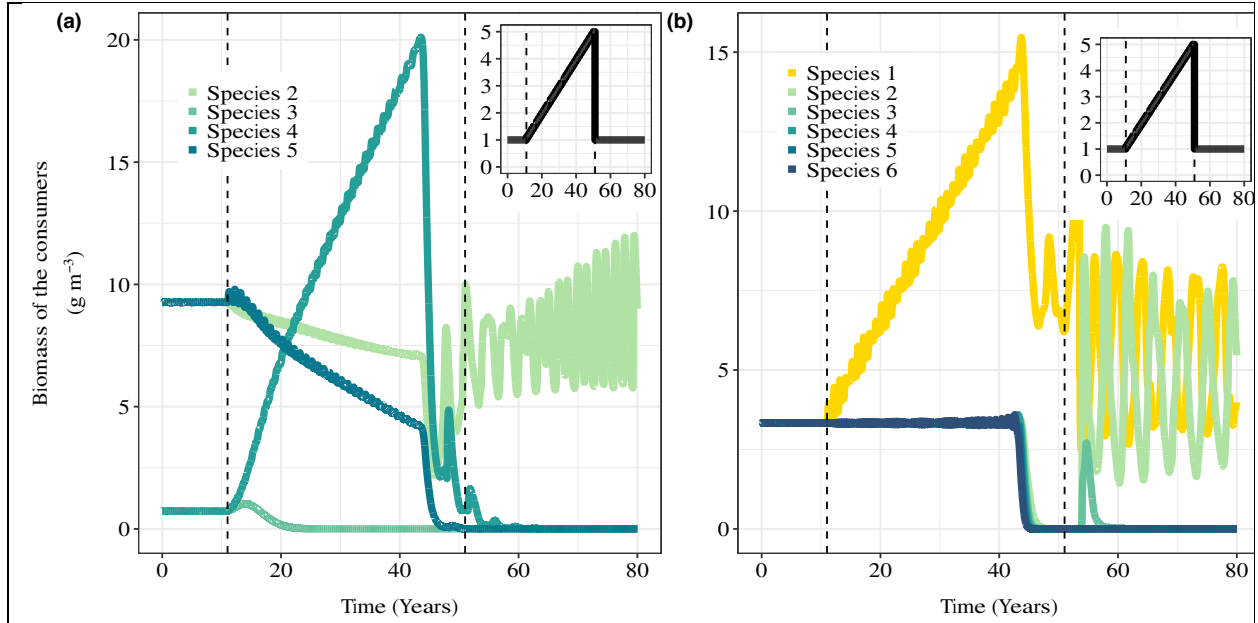 (a)
20
15
10
5
0
Biomass of the consumers
(g m⁻³)
Species 2
Species 3
Species 4
Species 5
5
4
3
2
1
0
0 20 40 60 80
0 20 40 60 80
Time (Years)
(b)
15
10
5
0
Species 1
Species 2
Species 3
Species 4
Species 5
Species 6
5
4
3
2
1
0
0 20 40 60 80
0 20 40 60 80
Time (Years)